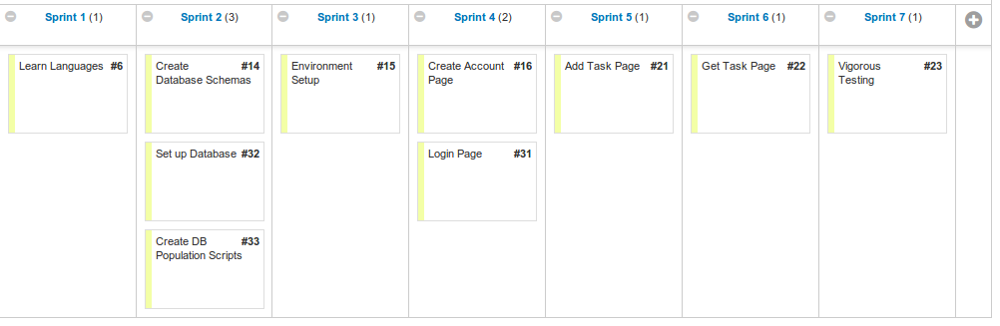 Sprint 1 (1)
Sprint 2 (3)
Sprint 3 (1)
Sprint 4 (2)
Sprint 5 (1)
Sprint 6 (1)
Sprint 7 (1)
Learn Languages #6
Create #14
Database Schemas
Environment #15
Setup
Create Account #16
Page
Add Task Page #21
Get Task Page #22
Vigorous #23
Testing
Set up Database #32
Login Page #31
Create DB #33
Population Scripts